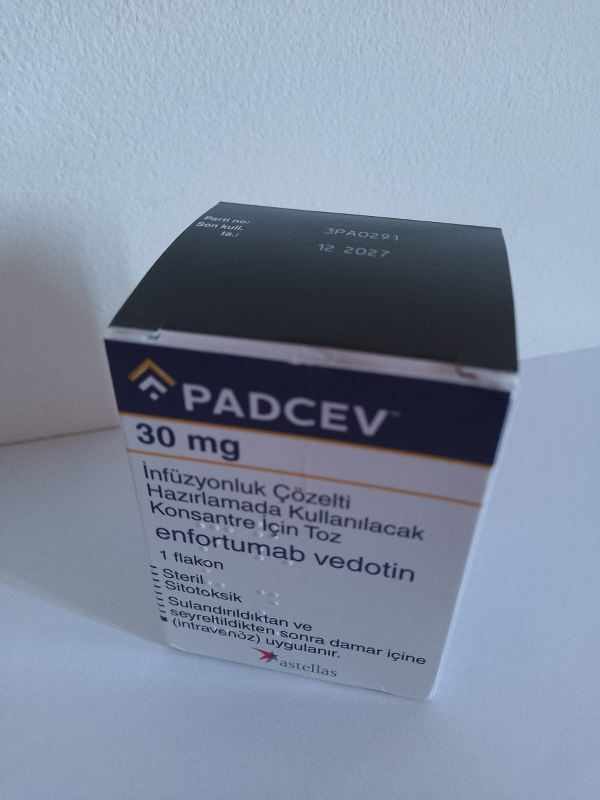 Parti no: 3PA0291
Son kull. ta.: 12 2027
PADCEV™
30 mg
İnfüzyonluk Çözelti
Hazırlamada Kullanılacak
Konsantre İçin Toz
enfortumab vedotin
1 flakon
Steril
Sitotoksik
Sulandırıldıktan ve
seyreltildikten sonra damar içine
(intravenöz) uygulanır.
astellas